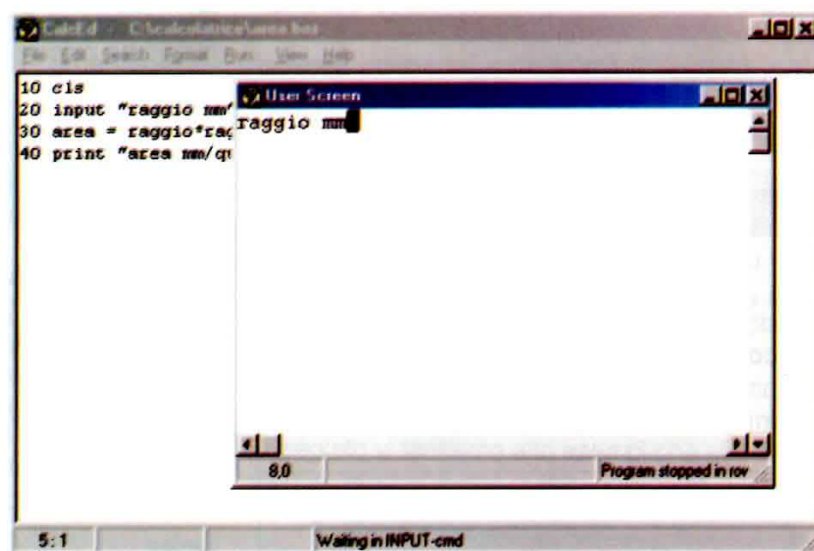 CalcEd - C:\calcolatrice\area.bas
File Edit Search Format Run View Help
10 cls
20 input "raggio mm"
30 area = raggio*rag
40 print "area mm/qu
User Screen
raggio mm
8,0 Program stopped in row
5:1 Waiting in INPUT-cmd